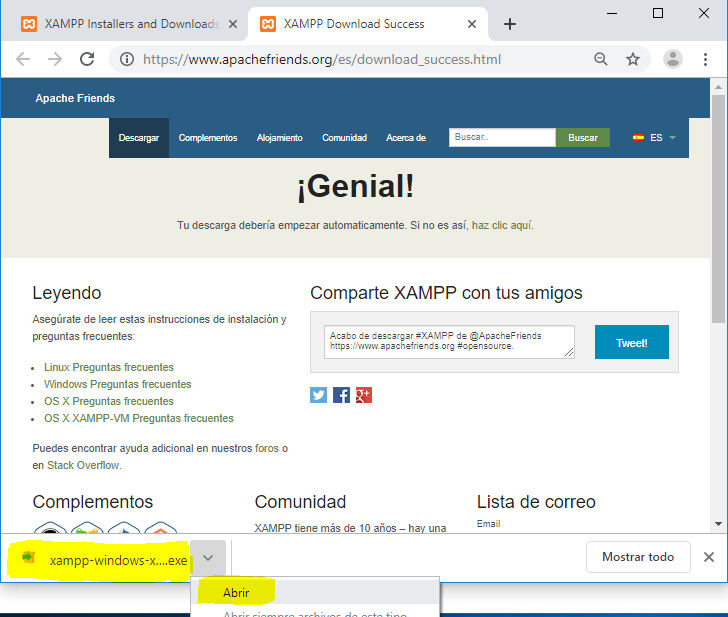 XAMPP Installers and Downloads
XAMPP Download Success
https://www.apachefriends.org/es/download_success.html
Apache Friends
Descargar Complementos Alojamiento Comunidad Acerca de Buscar.. Buscar ES
¡Genial!
Tu descarga debería empezar automaticamente. Si no es así, haz clic aquí.
Leyendo
Asegúrate de leer estas instrucciones de instalación y
preguntas frecuentes:
Linux Preguntas frecuentes
Windows Preguntas frecuentes
OS X Preguntas frecuentes
OS X XAMPP-VM Preguntas frecuentes
Puedes encontrar ayuda adicional en nuestros foros o
en Stack Overflow.
Comparte XAMPP con tus amigos
Acabo de descargar #XAMPP de @ApacheFriends
https://www.apachefriends.org #opensource.
Tweet!
Complementos
Comunidad
XAMPP tiene más de 10 años – hay una
Lista de correo
Email
xampp-windows-x....exe
Mostrar todo
Abrir
Abrir siempre archivos de este tipo